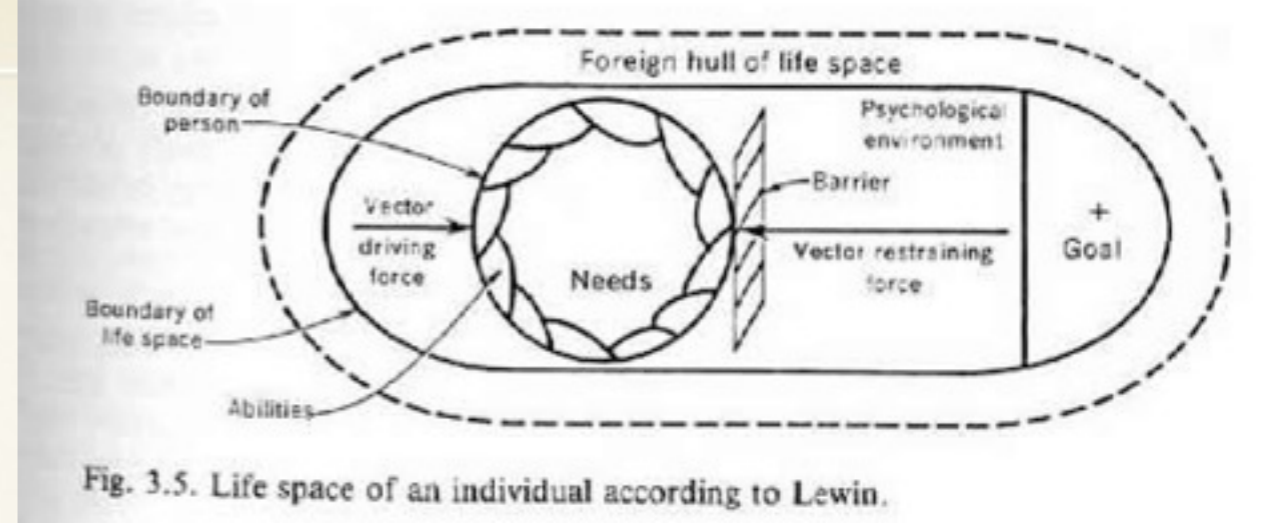 Foreign hull of life space
Boundary of
person
Psychological
environment
Barrier
Vector
driving
force
+
Goal
Vector restraining
force
Needs
Boundary of
life space
Abilities
Fig. 3.5. Life space of an individual according to Lewin.